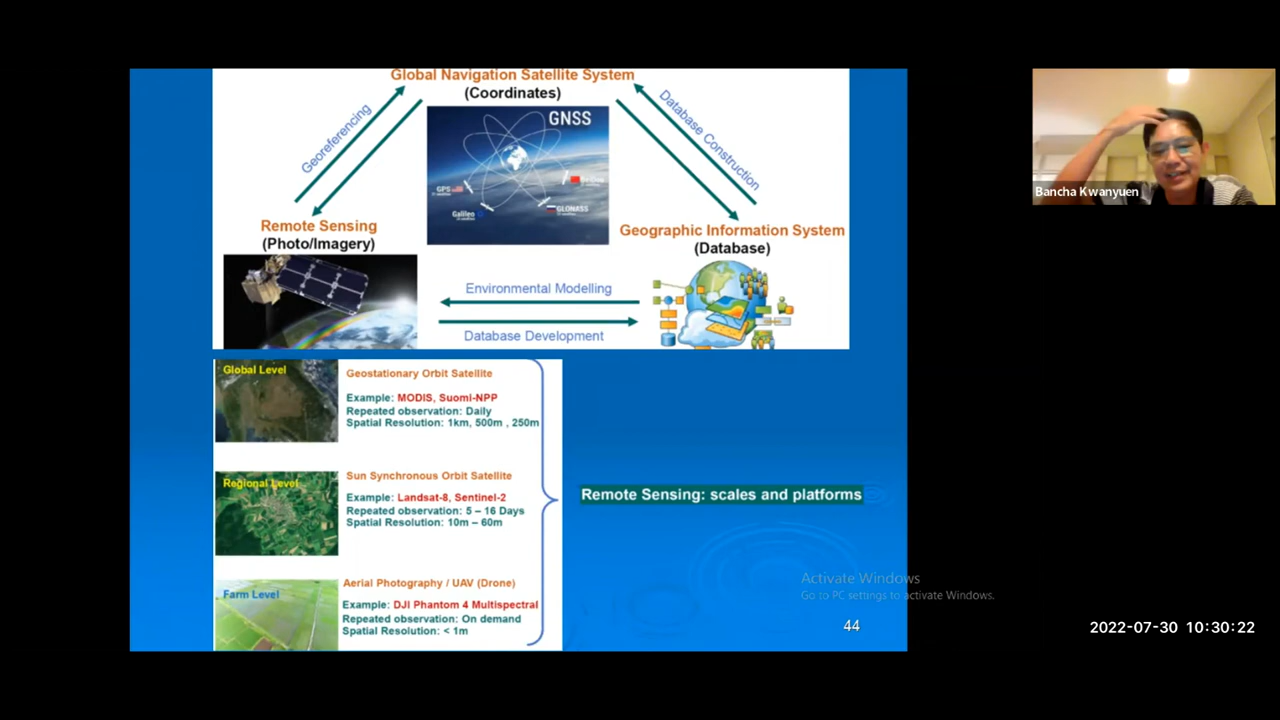 Global Navigation Satellite System
(Coordinates)
Georeferencing
Database Construction
GNSS
GPS
Galileo
GLONASS
Remote Sensing
(Photo/Imagery)
Geographic Information System
(Database)
Environmental Modelling
Database Development
Global Level
Geostationary Orbit Satellite
Example: MODIS, Suomi-NPP
Repeated observation: Daily
Spatial Resolution: 1km, 500m , 250m
Regional Level
Sun Synchronous Orbit Satellite
Example: Landsat-8, Sentinel-2
Repeated observation: 5 – 16 Days
Spatial Resolution: 10m – 60m
Farm Level
Aerial Photography / UAV (Drone)
Example: DJI Phantom 4 Multispectral
Repeated observation: On demand
Spatial Resolution: < 1m
Remote Sensing: scales and platforms
Activate Windows
Go to PC settings to activate Windows.
44
Bancha Kwanyuen
2022-07-30 10:30:22